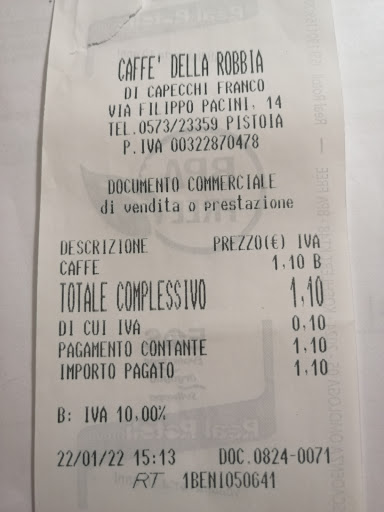 CAFFE' DELLA ROBBIA
DI CAPECCHI FRANCO
VIA FILIPPO PACINI, 14
TEL.0573/23359 PISTOIA
P.IVA 00322870478
DOCUMENTO COMMERCIALE
di vendita o prestazione
DESCRIZIONE PREZZO(€) IVA
CAFFE 1,10 B
TOTALE COMPLESSIVO 1,10
DI CUI IVA 0,10
PAGAMENTO CONTANTE 1,10
IMPORTO PAGATO 1,10
B: IVA 10,00%
22/01/22 15:13 DOC.0824-0071
RT 1BENI050641